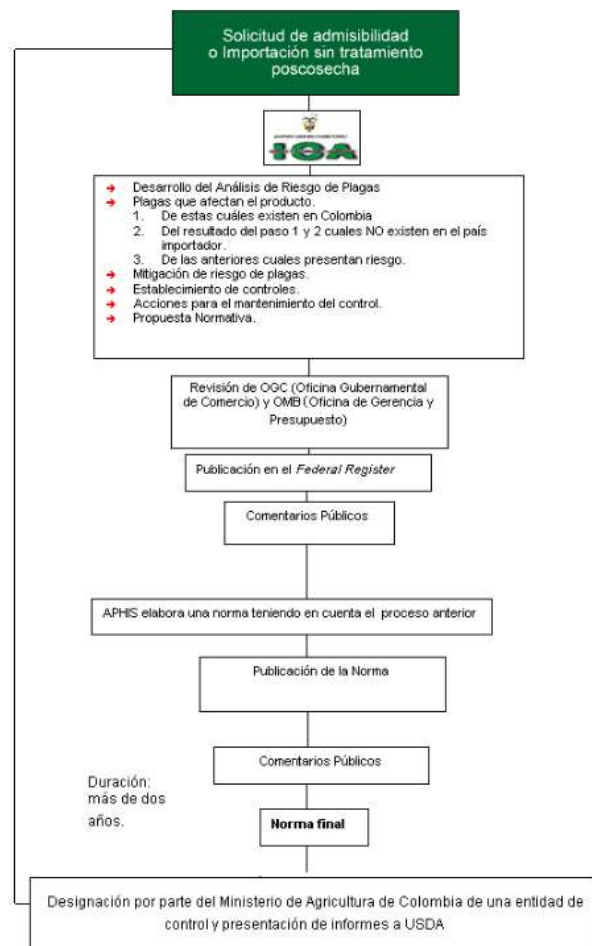 Solicitud de admisibilidad
o Importación sin tratamiento
poscosecha
ICA
Desarrollo del Análisis de Riesgo de Plagas
Plagas que afectan el producto.
1. De estas cuáles existen en Colombia
2. Del resultado del paso 1 y 2 cuales NO existen en el país
importador.
3. De las anteriores cuales presentan riesgo.
Mitigación de riesgo de plagas.
Establecimiento de controles.
Acciones para el mantenimiento del control.
Propuesta Normativa.
Revisión de OGC (Oficina Gubernamental
de Comercio) y OMB (Oficina de Gerencia y
Presupuesto)
Publicación en el Federal Register
Comentarios Públicos
APHIS elabora una norma teniendo en cuenta el proceso anterior
Publicación de la Norma
Comentarios Públicos
Duración:
más de dos
años.
Norma final
Designación por parte del Ministerio de Agricultura de Colombia de una entidad de
control y presentación de informes a USDA